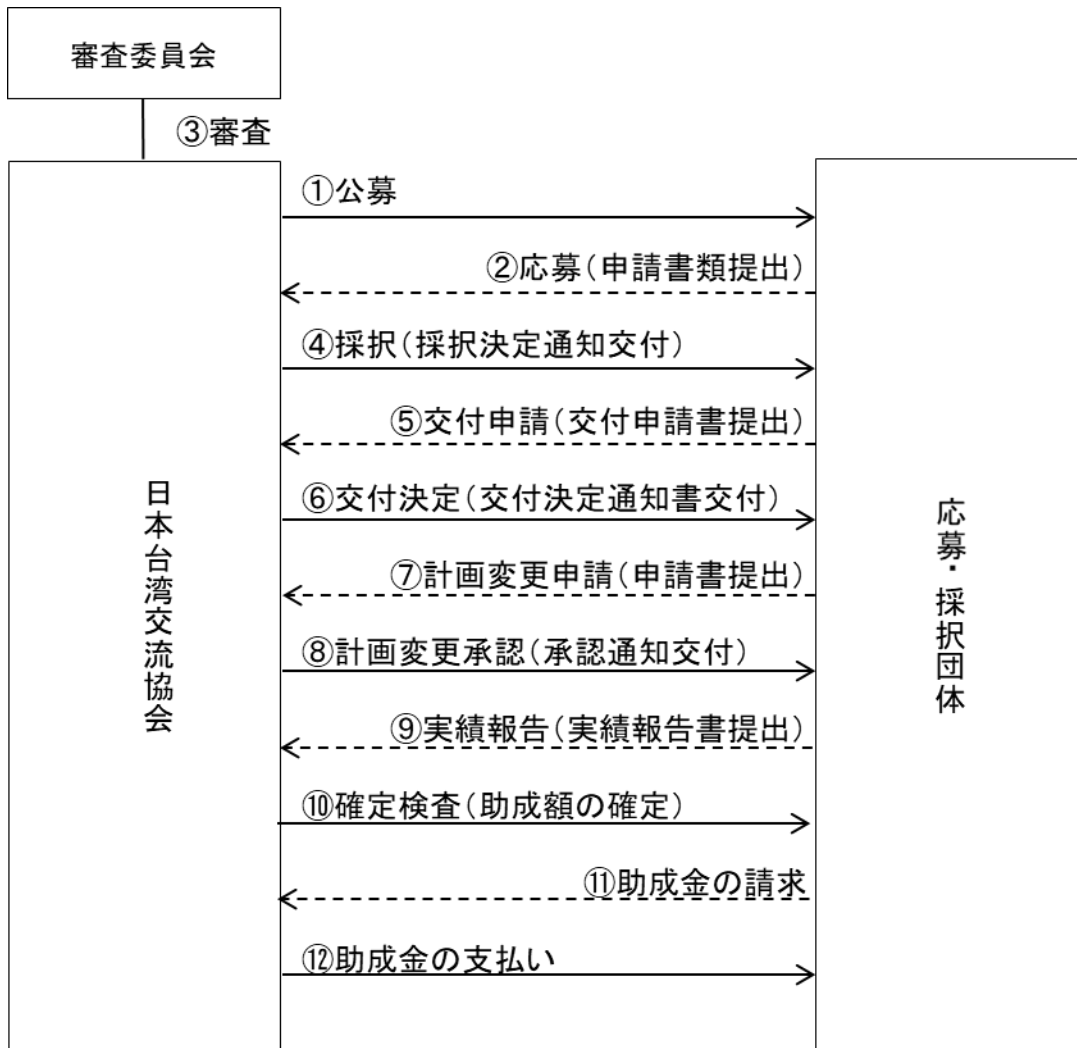 審査委員会
③審査
①公募
②応募（申請書類提出）
④採択（採択決定通知交付）
⑤交付申請（交付申請書提出）
⑥交付決定（交付決定通知書交付）
⑦計画変更申請（申請書提出）
⑧計画変更承認（承認通知交付）
⑨実績報告（実績報告書提出）
⑩確定検査（助成額の確定）
⑪助成金の請求
⑫助成金の支払い
日本台湾交流協会
応募・採択団体